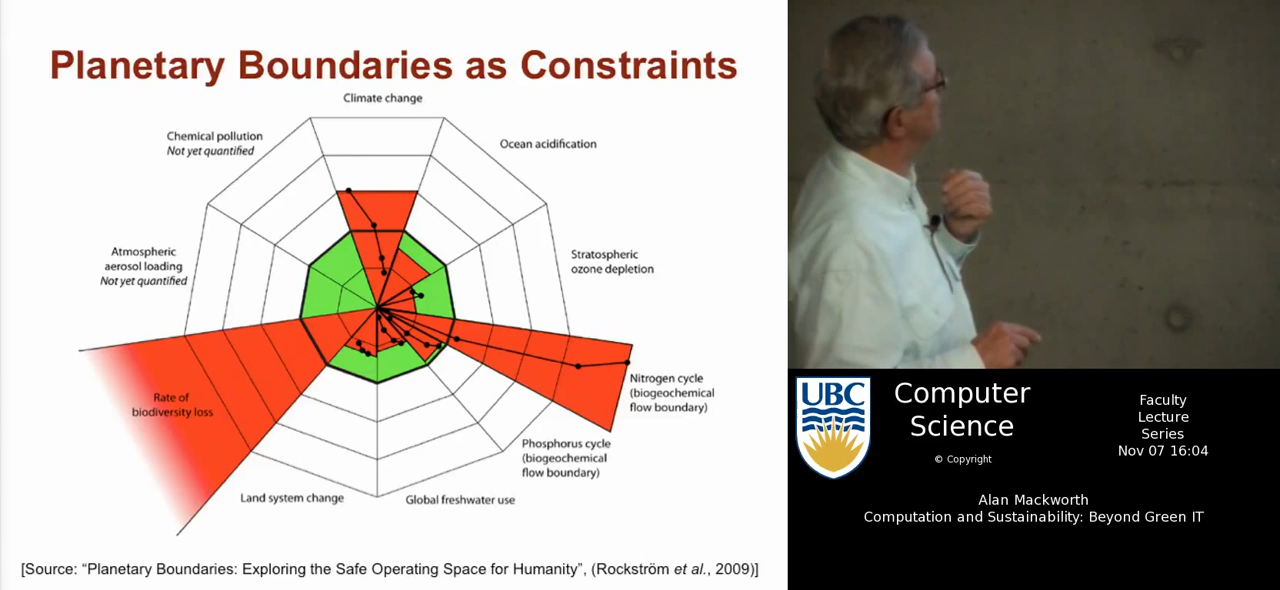 Planetary Boundaries as Constraints
Climate change
Chemical pollution
Not yet quantified
Ocean acidification
Atmospheric
aerosol loading
Not yet quantified
Stratospheric
ozone depletion
Rate of
biodiversity loss
Nitrogen cycle
(biogeochemical
flow boundary)
Phosphorus cycle
(biogeochemical
flow boundary)
Land system change
Global freshwater use
[Source: “Planetary Boundaries: Exploring the Safe Operating Space for Humanity”, (Rockström et al., 2009)]
UBC
Computer
Science
© Copyright
Faculty
Lecture
Series
Nov 07 16:04
Alan Mackworth
Computation and Sustainability: Beyond Green IT